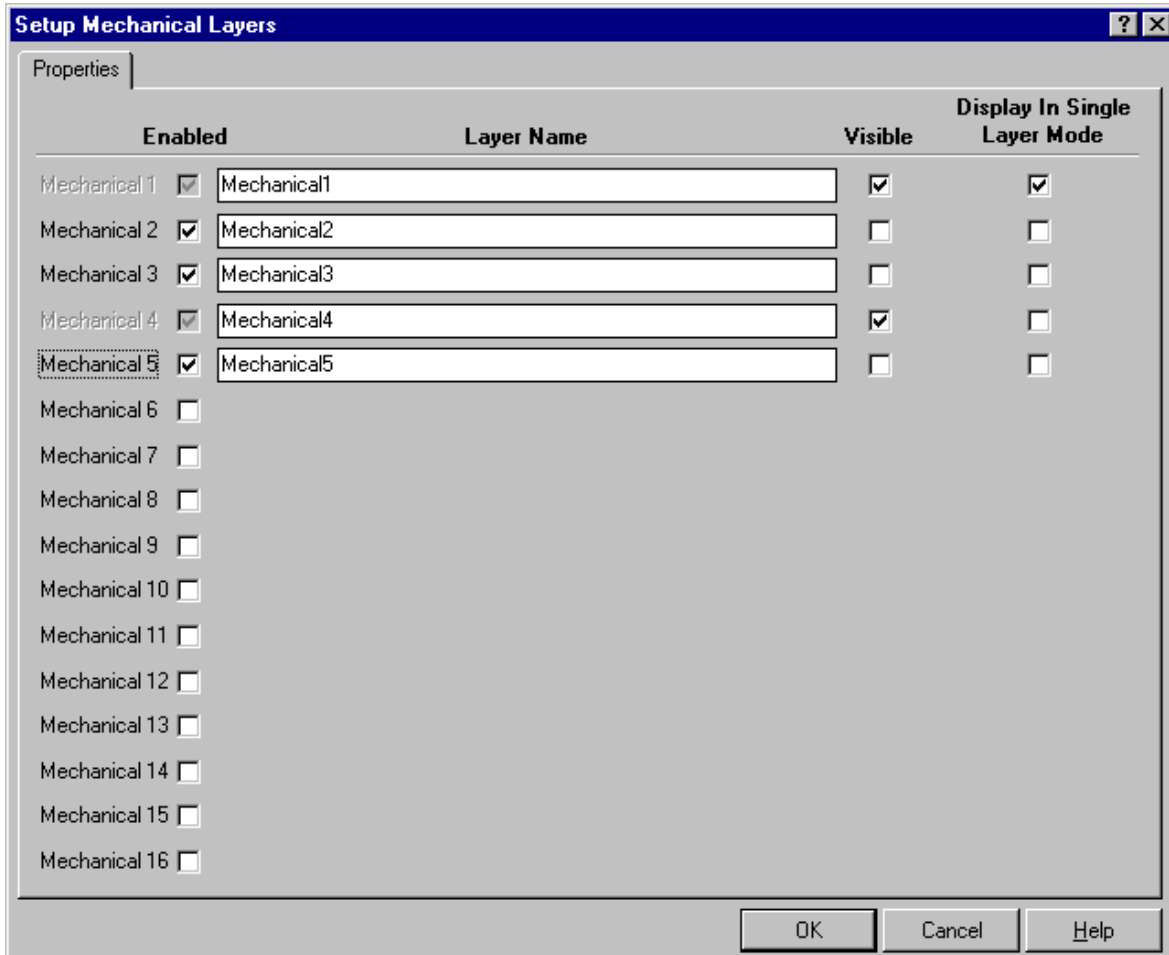 Setup Mechanical Layers
Properties
Enabled Layer Name Visible Display In Single Layer Mode
Mechanical 1 Mechanical1
Mechanical 2 Mechanical2
Mechanical 3 Mechanical3
Mechanical 4 Mechanical4
Mechanical 5 Mechanical5
Mechanical 6
Mechanical 7
Mechanical 8
Mechanical 9
Mechanical 10
Mechanical 11
Mechanical 12
Mechanical 13
Mechanical 14
Mechanical 15
Mechanical 16
OK Cancel Help